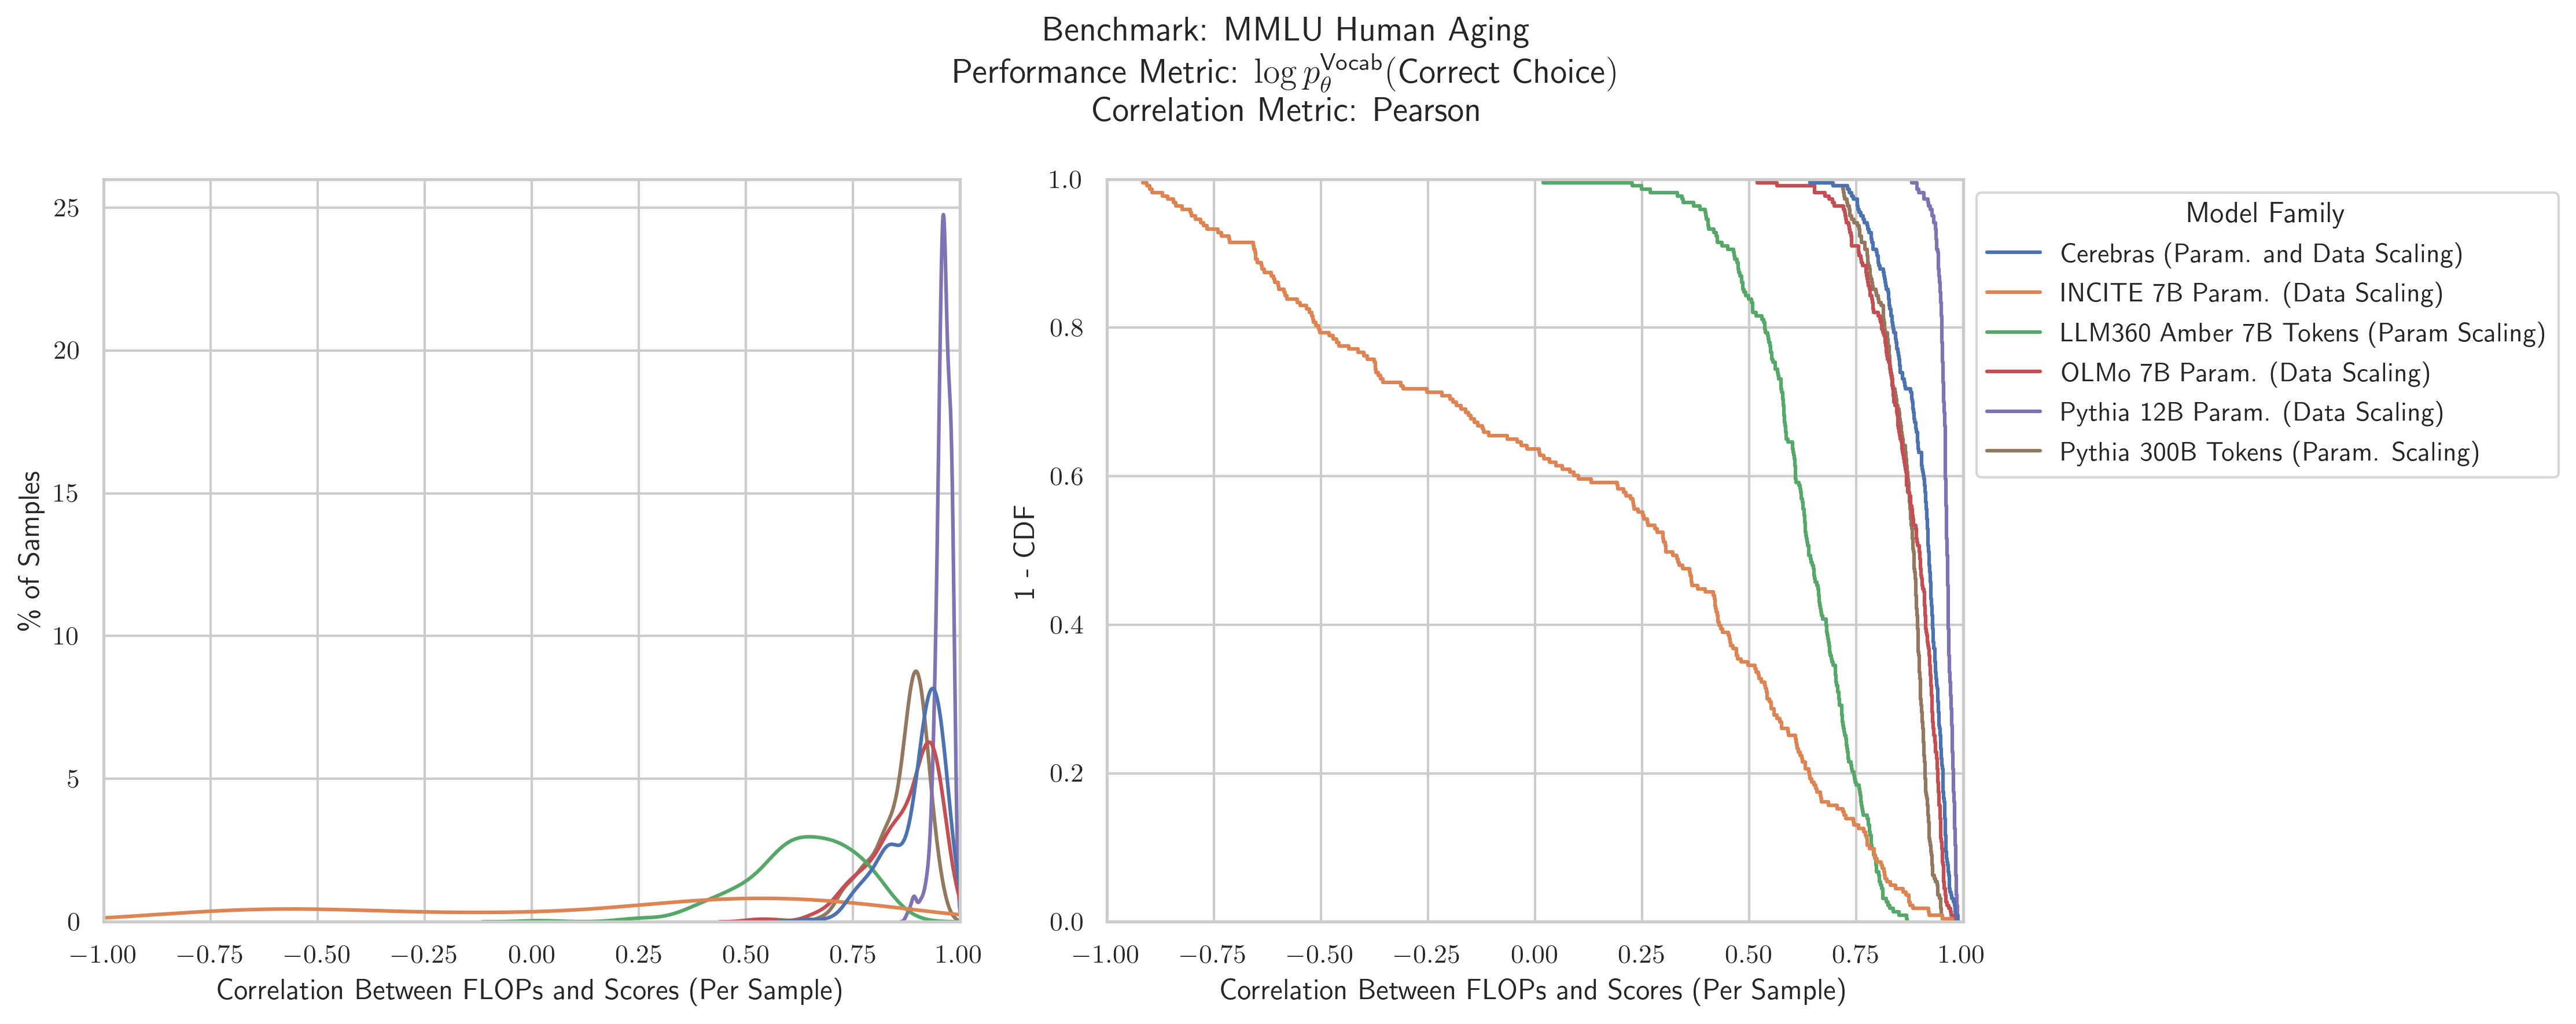 Benchmark: MMLU Human Aging
Performance Metric: log p_θ^Vocab(Correct Choice)
Correlation Metric: Pearson
% of Samples
25
20
15
10
5
0
−1.00 −0.75 −0.50 −0.25 0.00 0.25 0.50 0.75 1.00
Correlation Between FLOPs and Scores (Per Sample)
1 - CDF
1.0
0.8
0.6
0.4
0.2
0.0
−1.00 −0.75 −0.50 −0.25 0.00 0.25 0.50 0.75 1.00
Correlation Between FLOPs and Scores (Per Sample)
Model Family
Cerebras (Param. and Data Scaling)
INCITE 7B Param. (Data Scaling)
LLM360 Amber 7B Tokens (Param Scaling)
OLMo 7B Param. (Data Scaling)
Pythia 12B Param. (Data Scaling)
Pythia 300B Tokens (Param. Scaling)